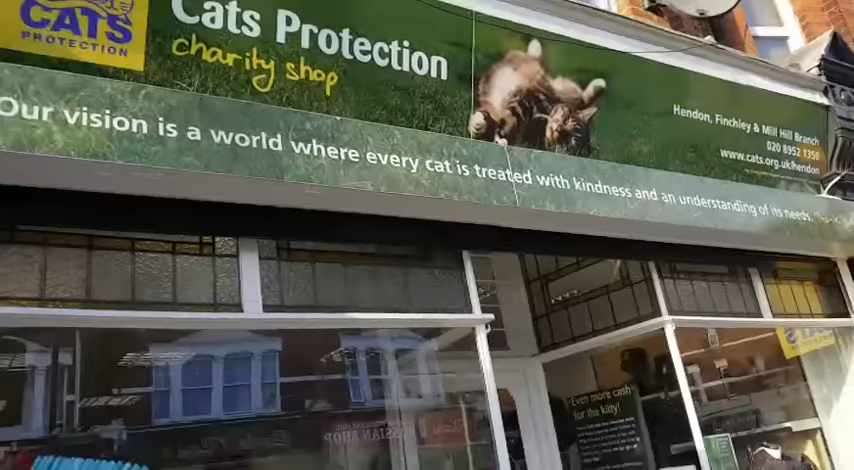 CATS
PROTECTION
Cats Protection
charity shop
Hendon, Finchley & Mill Hill Branch
020 8952 1350
www.cats.org.uk/hendon
Our vision is a world where every cat is treated with kindness and an understanding of its needs.
Even more cash
for the kitty!